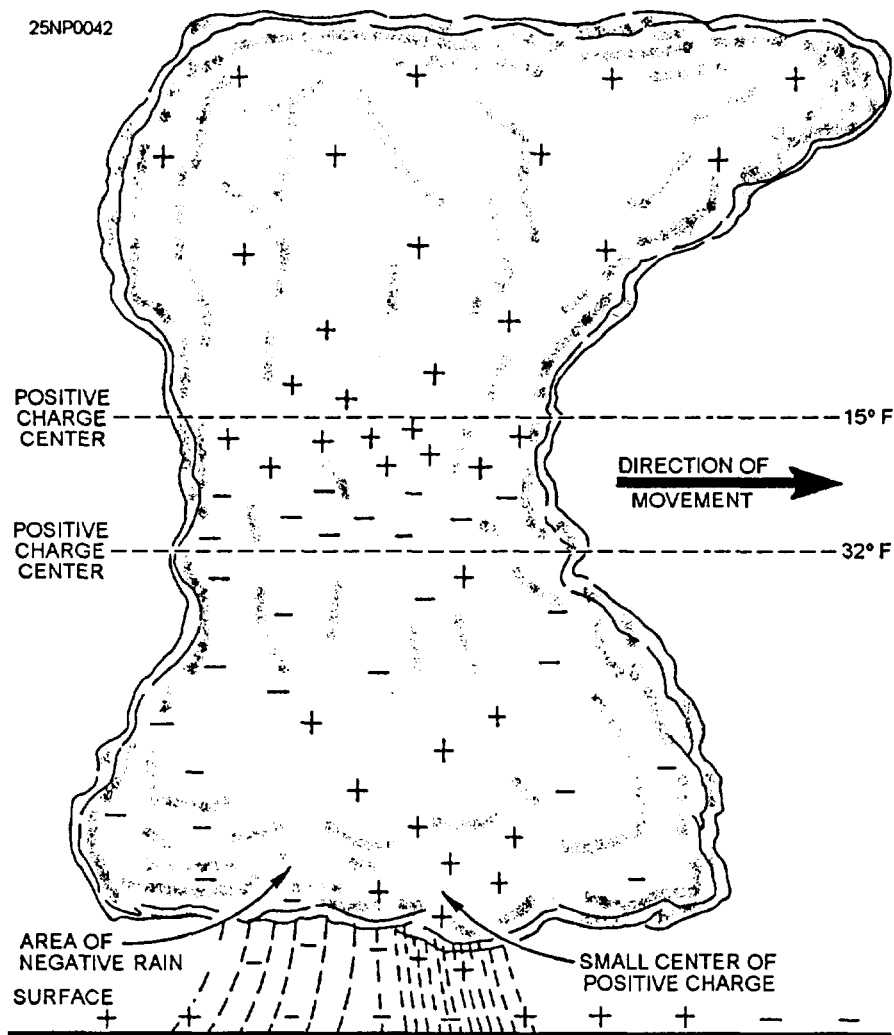 25NP0042
POSITIVE
CHARGE
CENTER
15° F
DIRECTION OF
MOVEMENT
POSITIVE
CHARGE
CENTER
32° F
AREA OF
NEGATIVE RAIN
SMALL CENTER OF
POSITIVE CHARGE
SURFACE